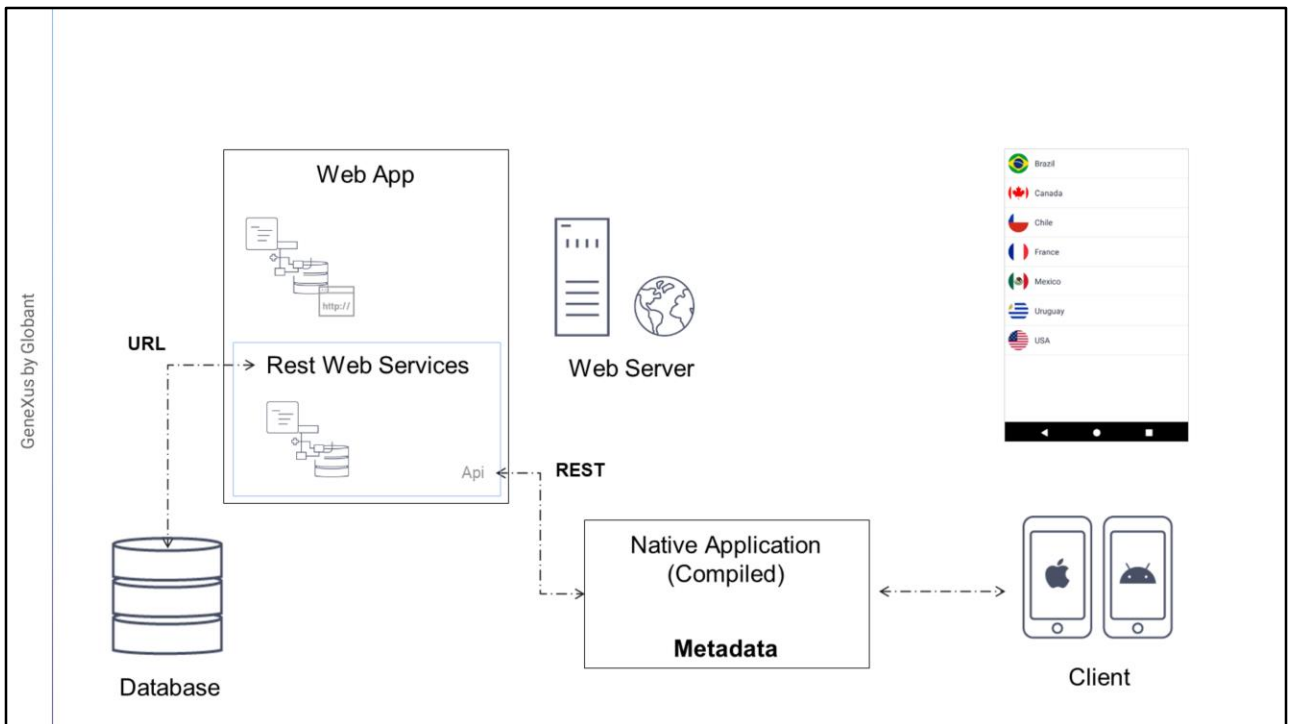 GeneXus by Globant
Web App
http://
URL
Rest Web Services
Api
Web Server
REST
Native Application
(Compiled)
Metadada
Database
Brazil
Canada
Chile
France
Mexico
Uruguay
USA
Client